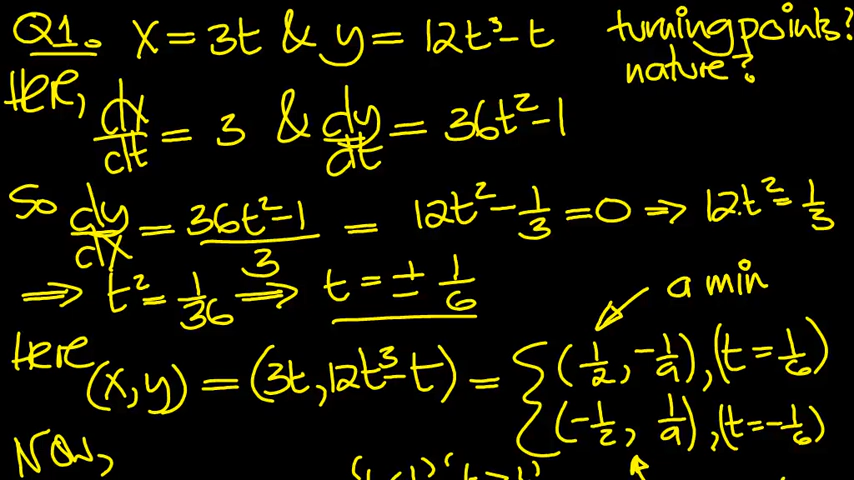 Q1. x = 3t & y = 12t³ - t
turning points?
nature?
Here,
dx/dt = 3 & dy/dt = 36t² - 1
So dy/dx = (36t² - 1)/3 = 12t² - 1/3 = 0 ⇒ 12t² = 1/3
⇒ t² = 1/36 ⇒ t = ± 1/6
a min
Here (x, y) = (3t, 12t³ - t) = { (1/2, -1/9), (t = 1/6)
(-1/2, 1/9), (t = -1/6)
Now,